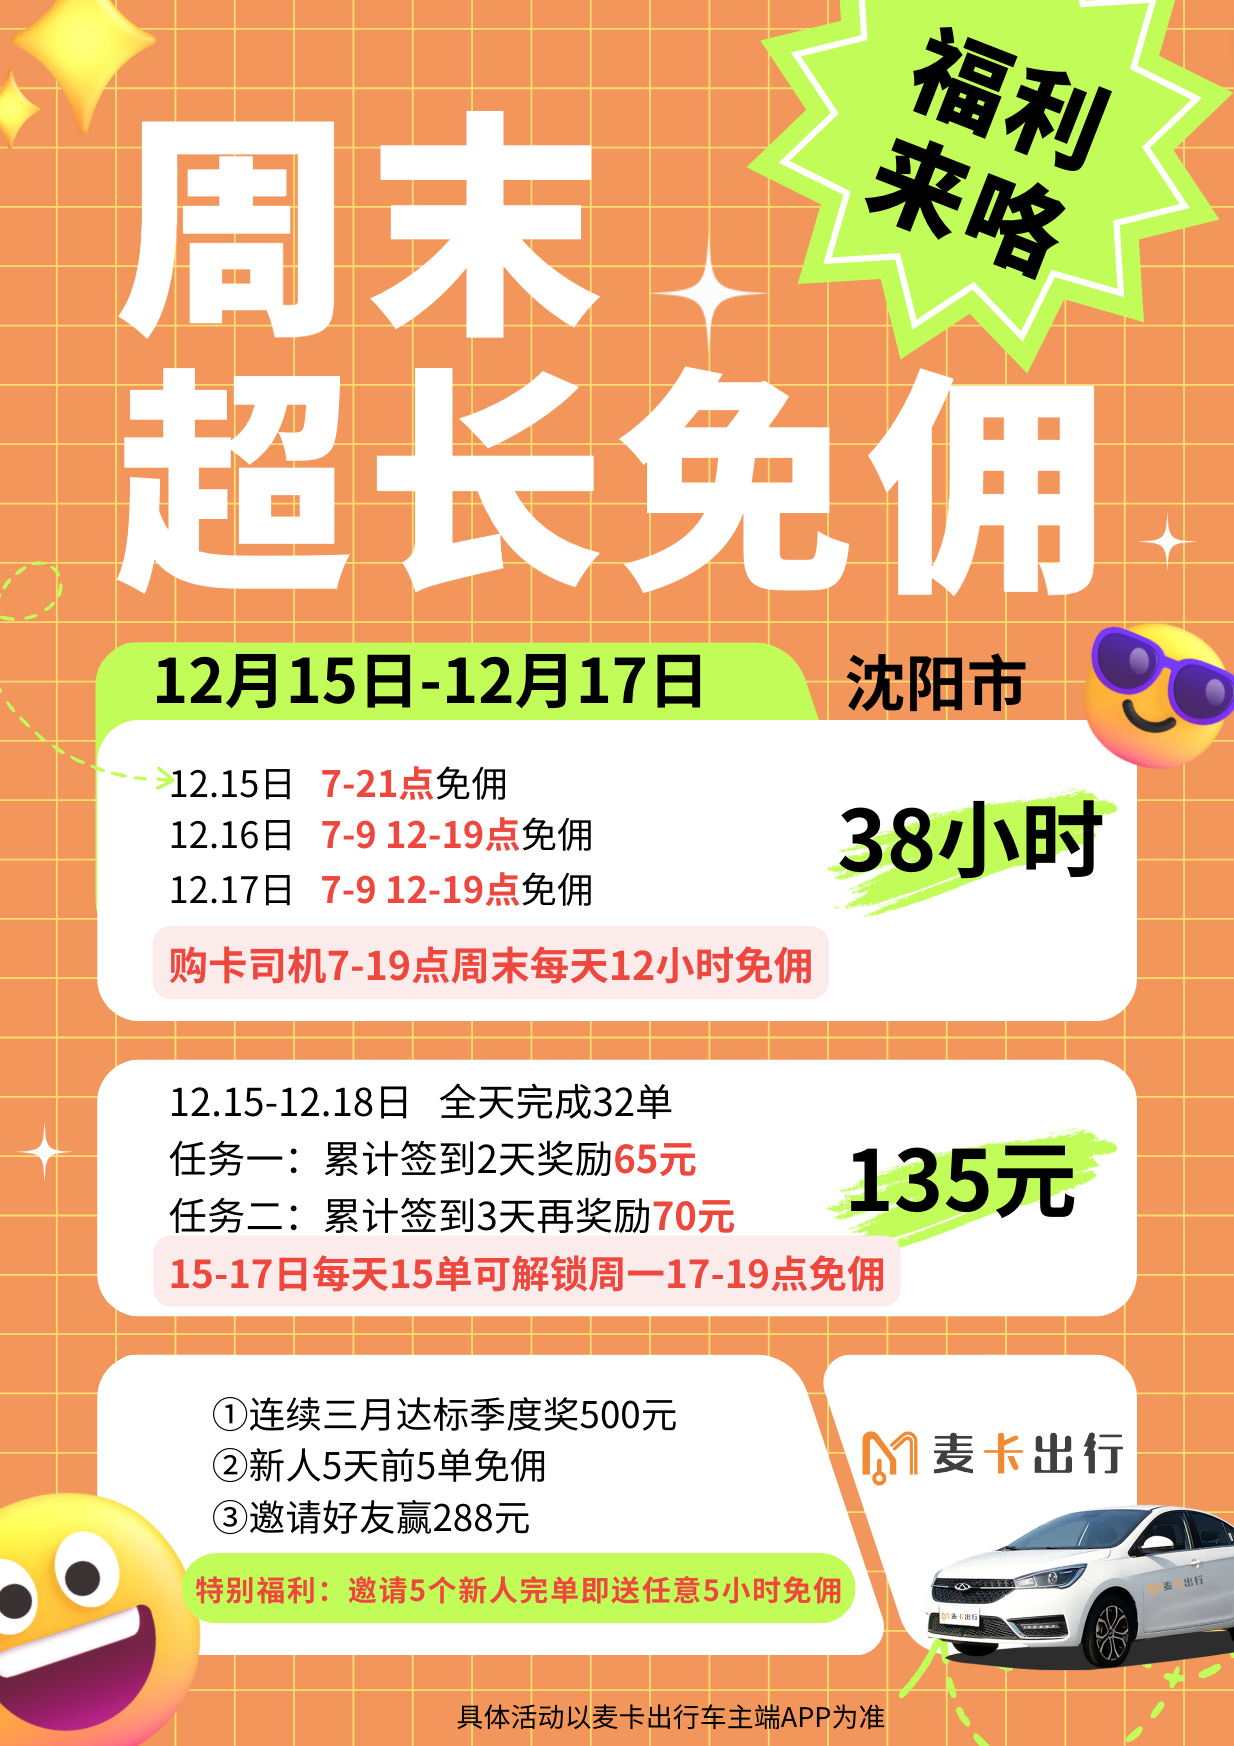 福利
来咯
周末
超长免佣
12月15日-12月17日
沈阳市
12.15日 7-21点免佣
12.16日 7-9 12-19点免佣
12.17日 7-9 12-19点免佣
38小时
购卡司机7-19点周末每天12小时免佣
12.15-12.18日 全天完成32单
任务一：累计签到2天奖励65元
任务二：累计签到3天再奖励70元
135元
15-17日每天15单可解锁周一17-19点免佣
①连续三月达标季度奖500元
②新人5天前5单免佣
③邀请好友赢288元
特别福利：邀请5个新人完单即送任意5小时免佣
麦卡出行
麦卡出行
麦卡出行
具体活动以麦卡出行车主端APP为准